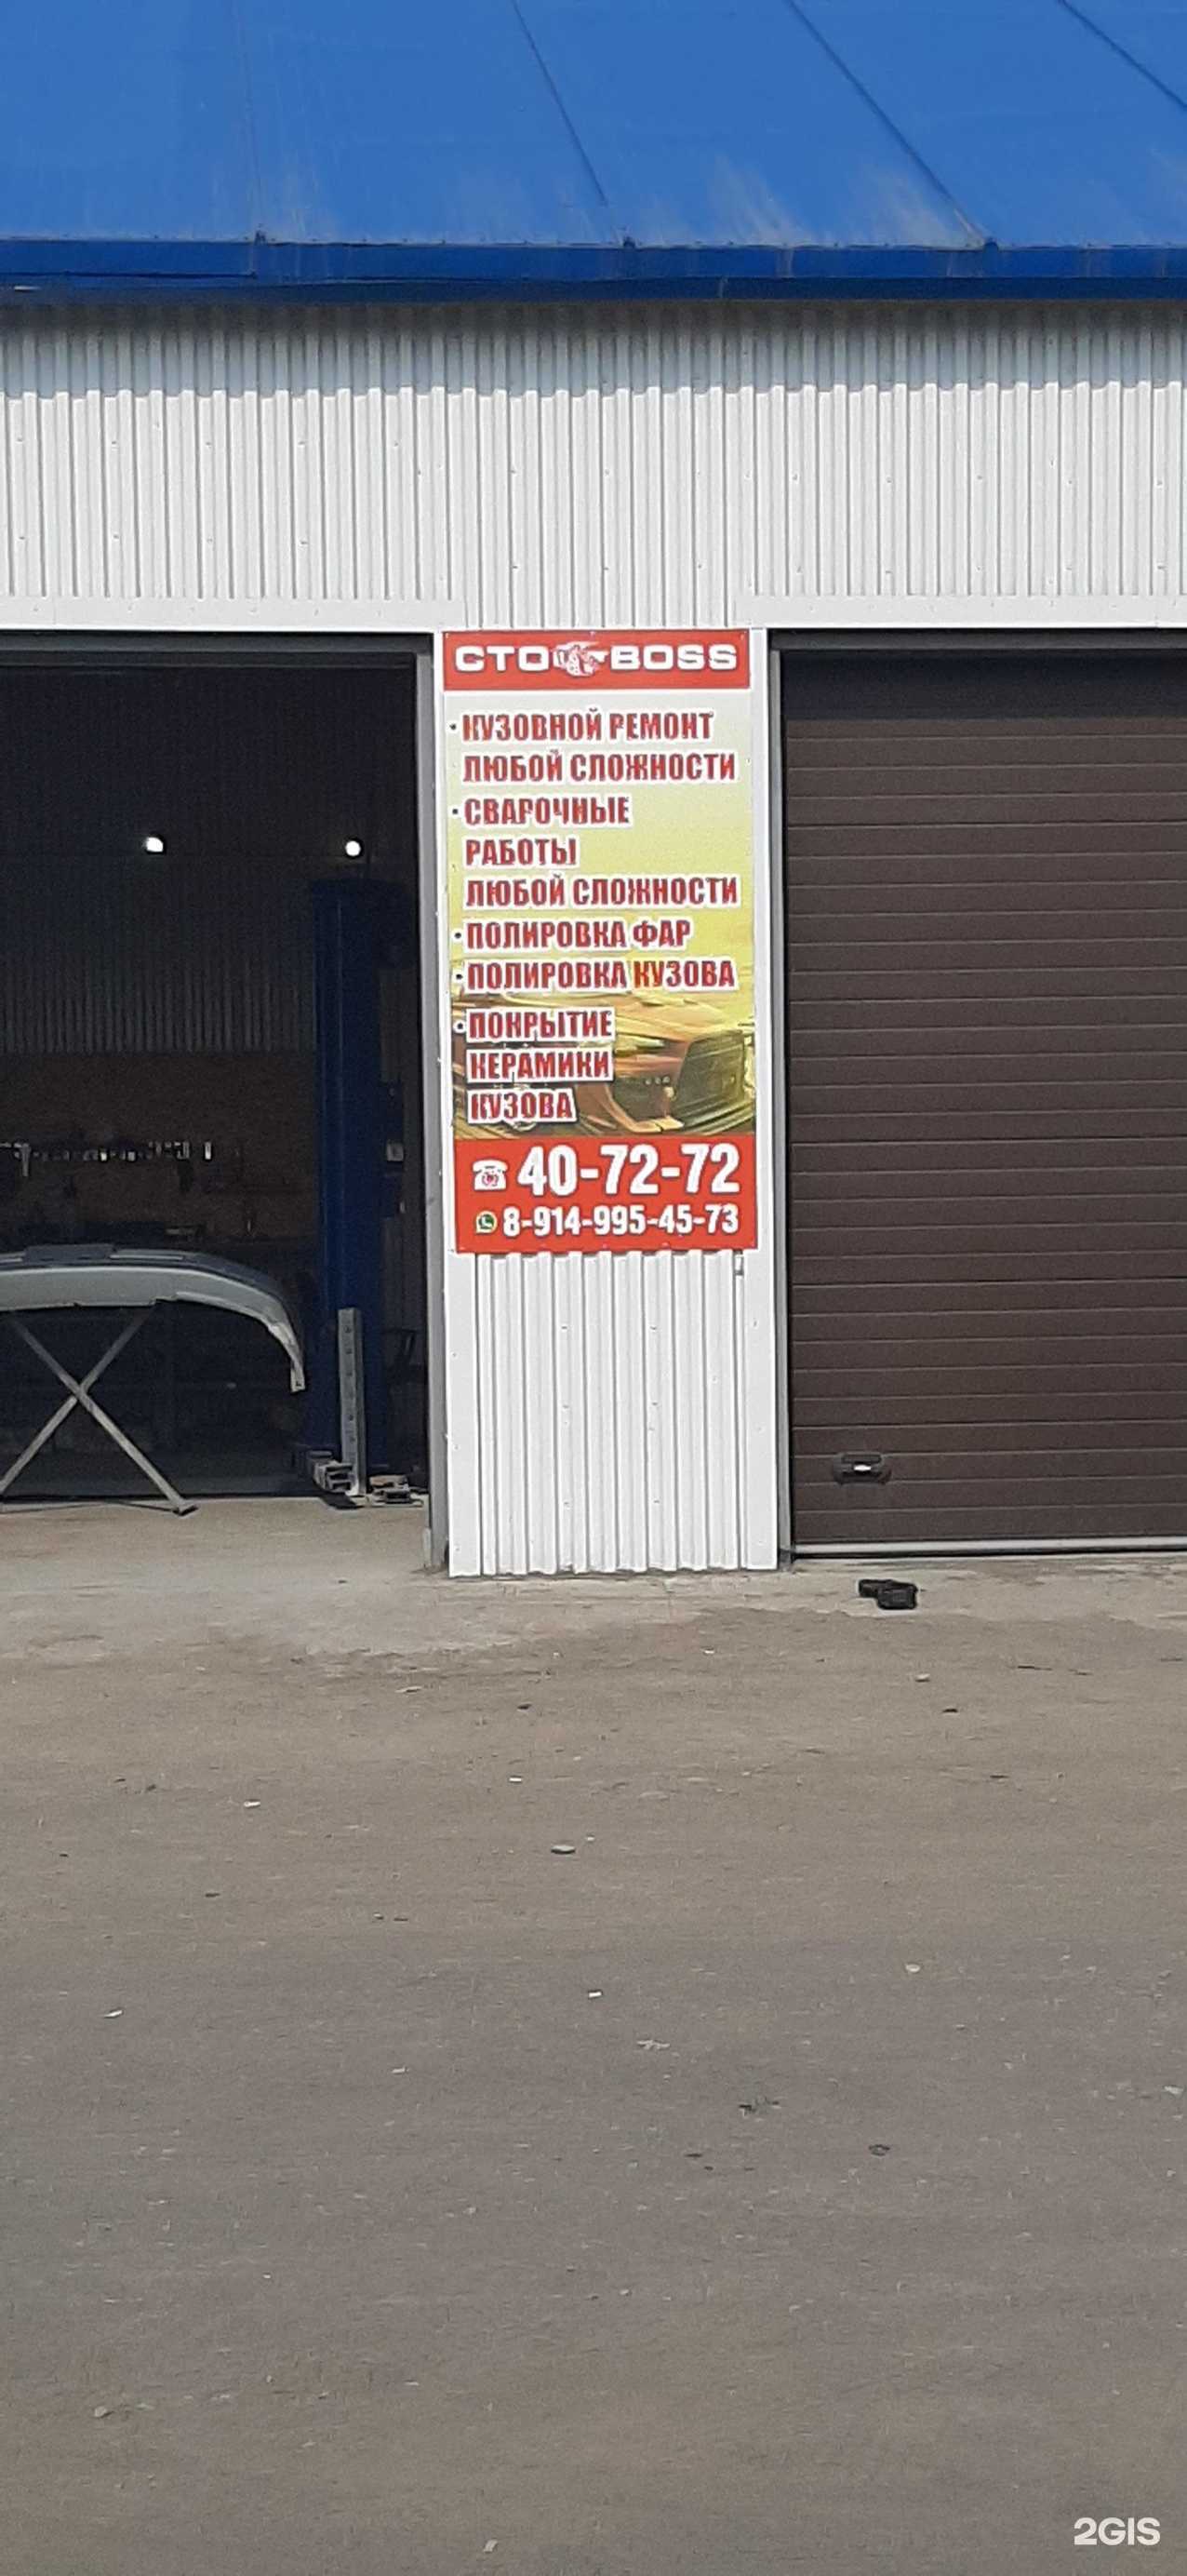 СТО BOSS
· КУЗОВНОЙ РЕМОНТ
ЛЮБОЙ СЛОЖНОСТИ
· СВАРОЧНЫЕ
РАБОТЫ
ЛЮБОЙ СЛОЖНОСТИ
· ПОЛИРОВКА ФАР
· ПОЛИРОВКА КУЗОВА
· ПОКРЫТИЕ
КЕРАМИКИ
КУЗОВА
40-72-72
8-914-995-45-73
2GIS